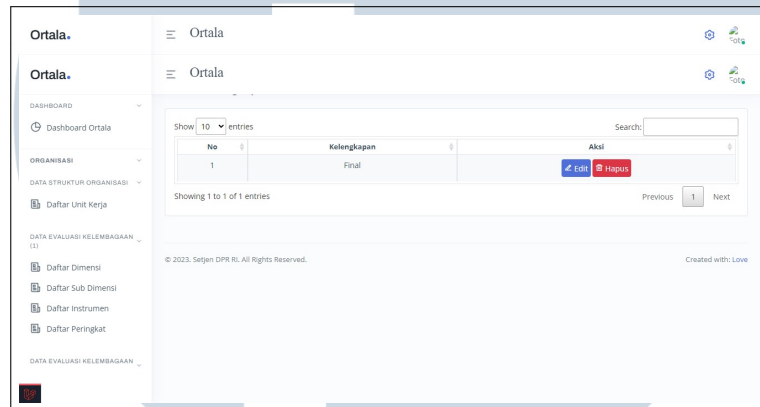 Ortala.
Ortala
Foto
Ortala.
Ortala
Foto
DASHBOARD
Dashboard Ortala
ORGANISASI
DATA STRUKTUR ORGANISASI
Daftar Unit Kerja
DATA EVALUASI KELEMBAGAAN
(1)
Daftar Dimensi
Daftar Sub Dimensi
Daftar Instrumen
Daftar Peringkat
DATA EVALUASI KELEMBAGAAN
Show 10 entries
Search:
No Kelengkapan Aksi
1 Final Edit Hapus
Showing 1 to 1 of 1 entries
Previous 1 Next
© 2023. Setjen DPR RI. All Rights Reserved.
Created with: Love